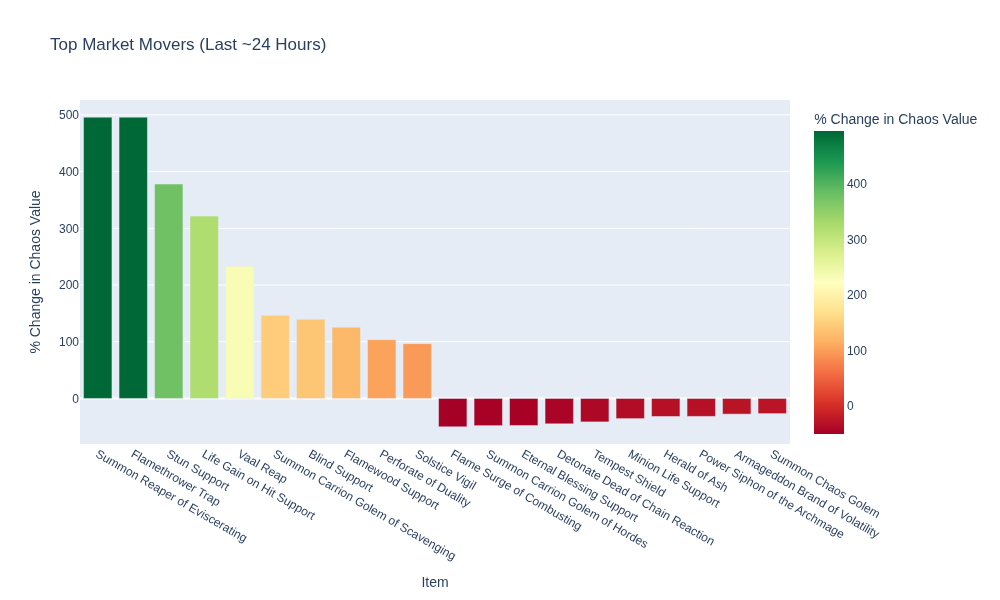 Top Market Movers (Last ~24 Hours)
% Change in Chaos Value
500
400
300
200
100
0
% Change in Chaos Value
400
300
200
100
0
Summon Reaper of Eviscerating
Flamethrower Trap
Stun Support
Life Gain on Hit Support
Vaal Reap
Summon Carrion Golem of Scavenging
Blind Support
Flamewood Support
Perforate of Duality
Solstice Vigil
Flame Surge of Combusting
Summon Carrion Golem of Hordes
Eternal Blessing Support
Detonate Dead of Chain Reaction
Tempest Shield
Minion Life Support
Herald of Ash
Power Siphon of the Archmage
Armageddon Brand of Volatility
Summon Chaos Golem
Item